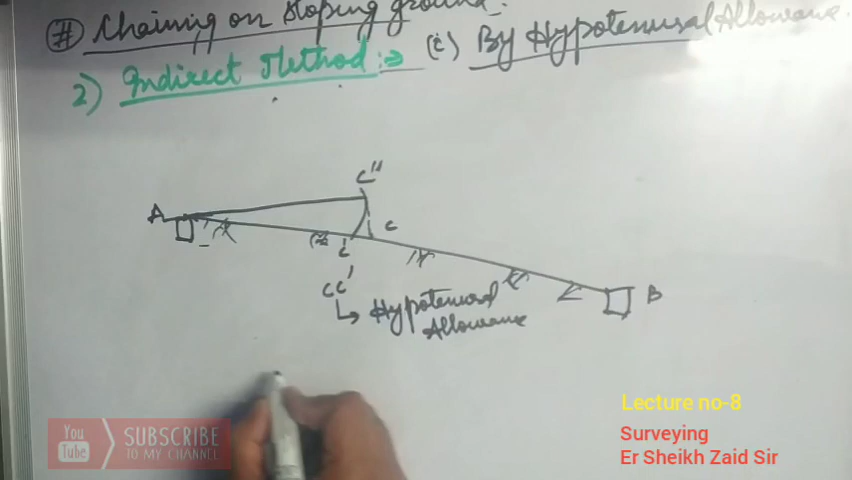 # Chaining on sloping ground.
2) Indirect Method :→ (c) By Hypotenusal Allowance.
C"
A
C
C'
CC'
Hypotenusal
Allowance
B
Lecture no-8
Surveying
Er Sheikh Zaid Sir
You
Tube
SUBSCRIBE
TO MY CHANNEL